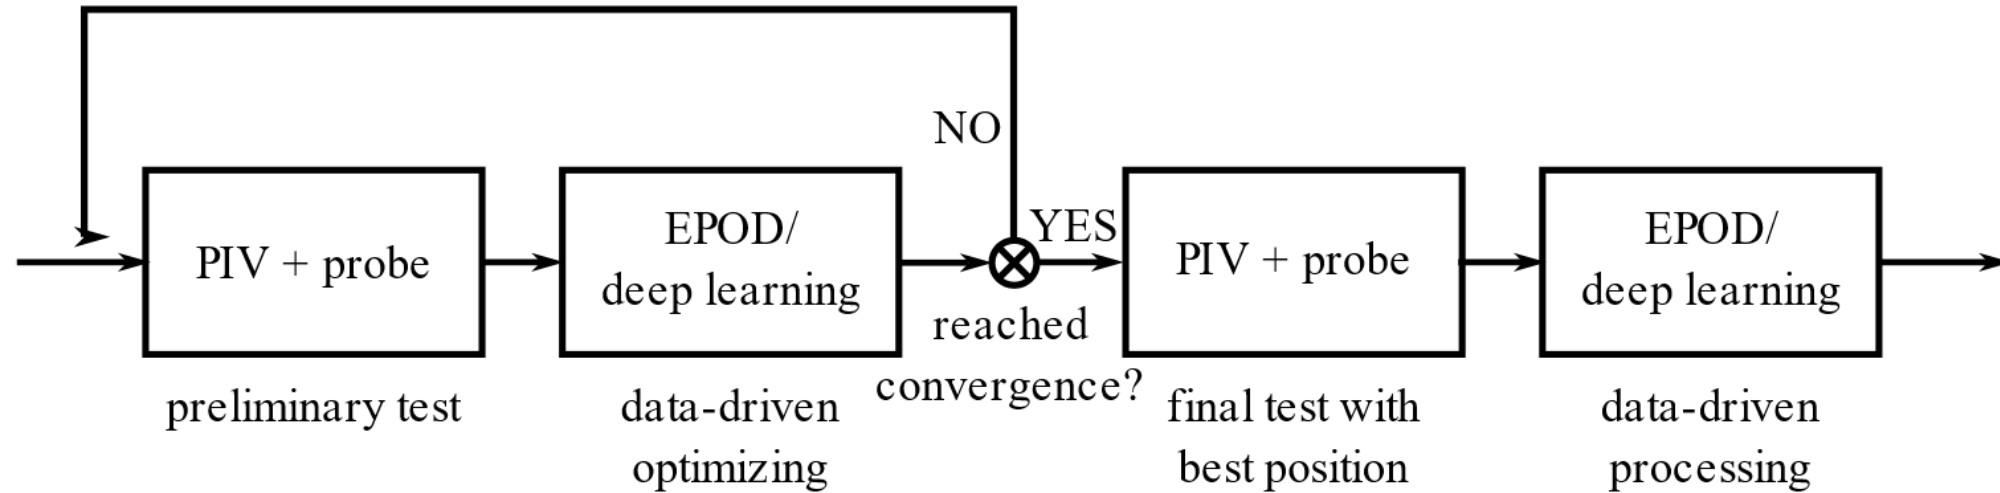 NO
PIV + probe
EPOD/
deep learning
YES
PIV + probe
EPOD/
deep learning
reached
convergence?
preliminary test
data-driven
optimizing
final test with
best position
data-driven
processing